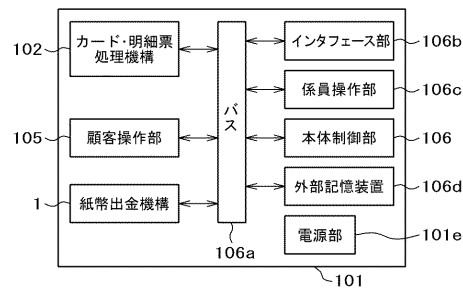 102
カード・明細票
処理機構
105
顧客操作部
1
紙幣出金機構
バス
106a
インタフェース部
106b
係員操作部
106c
本体制御部
106
外部記憶装置
106d
電源部
101e
101